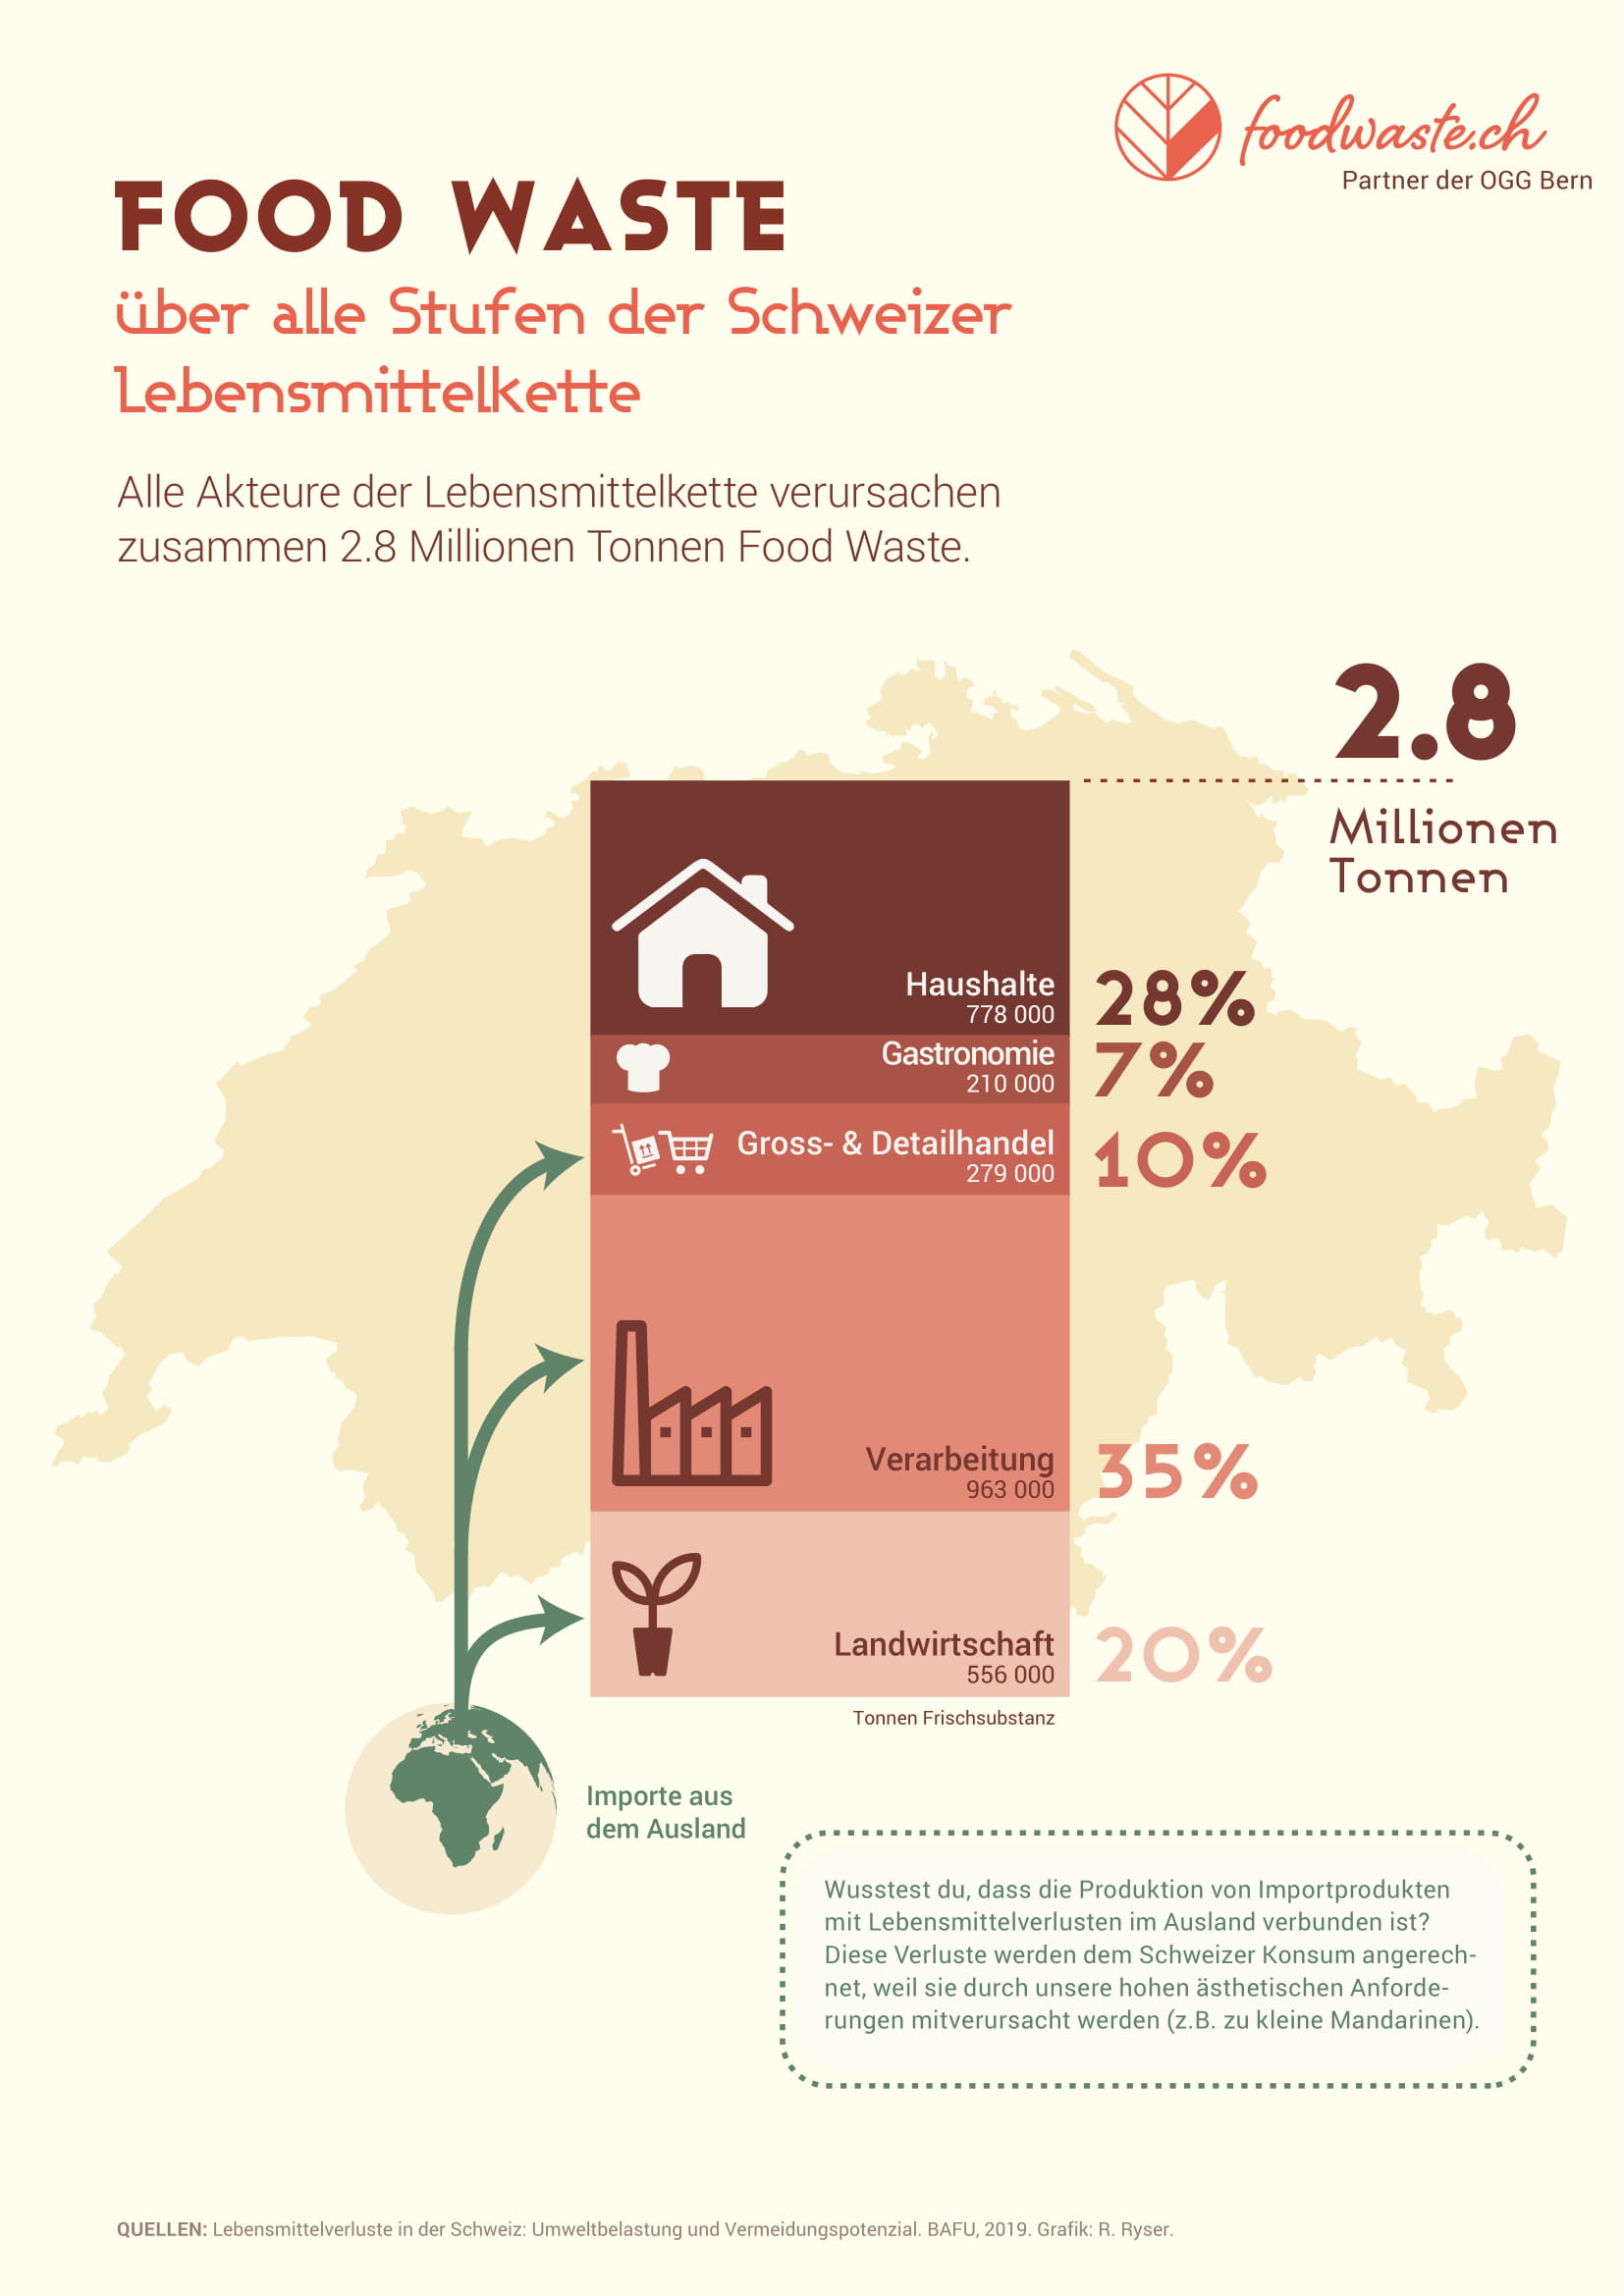 foodwaste.ch
Partner der OGG Bern
FOOD WASTE
über alle Stufen der Schweizer
Lebensmittelkette
Alle Akteure der Lebensmittelkette verursachen
zusammen 2.8 Millionen Tonnen Food Waste.
2.8
Millionen
Tonnen
Haushalte
778 000
28%
Gastronomie
210 000
7%
Gross- & Detailhandel
279 000
10%
Verarbeitung
963 000
35%
Landwirtschaft
556 000
20%
Tonnen Frischsubstanz
Importe aus
dem Ausland
Wusstest du, dass die Produktion von Importprodukten
mit Lebensmittelverlusten im Ausland verbunden ist?
Diese Verluste werden dem Schweizer Konsum angerech-
net, weil sie durch unsere hohen ästhetischen Anforde-
rungen mitverursacht werden (z.B. zu kleine Mandarinen).
QUELLEN: Lebensmittelverluste in der Schweiz: Umweltbelastung und Vermeidungspotenzial. BAFU, 2019. Grafik: R. Ryser.